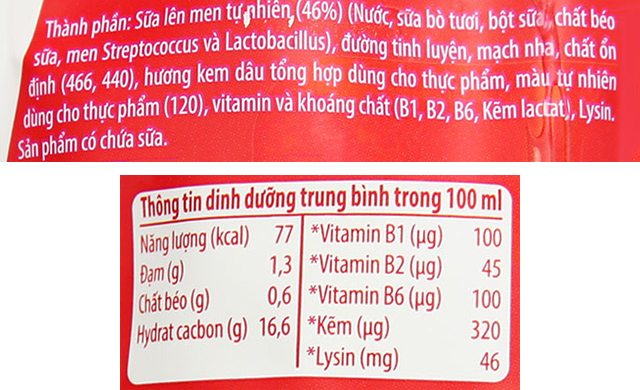 Thành phần: Sữa lên men tự nhiên (46%) (Nước, sữa bò tươi, bột sữa, chất béo
sữa, men Streptococcus và Lactobacillus), đường tinh luyện, mạch nha, chất ổn
định (466, 440), hương kem dâu tổng hợp dùng cho thực phẩm, màu tự nhiên
dùng cho thực phẩm (120), vitamin và khoáng chất (B1, B2, B6, Kẽm lactat), Lysin.
Sản phẩm có chứa sữa.
Thông tin dinh dưỡng trung bình trong 100 ml
Năng lượng (kcal) 77
Đạm (g) 1,3
Chất béo (g) 0,6
Hydrat cacbon (g) 16,6
*Vitamin B1 (µg) 100
*Vitamin B2 (µg) 45
*Vitamin B6 (µg) 100
*Kẽm (µg) 320
*Lysin (mg) 46